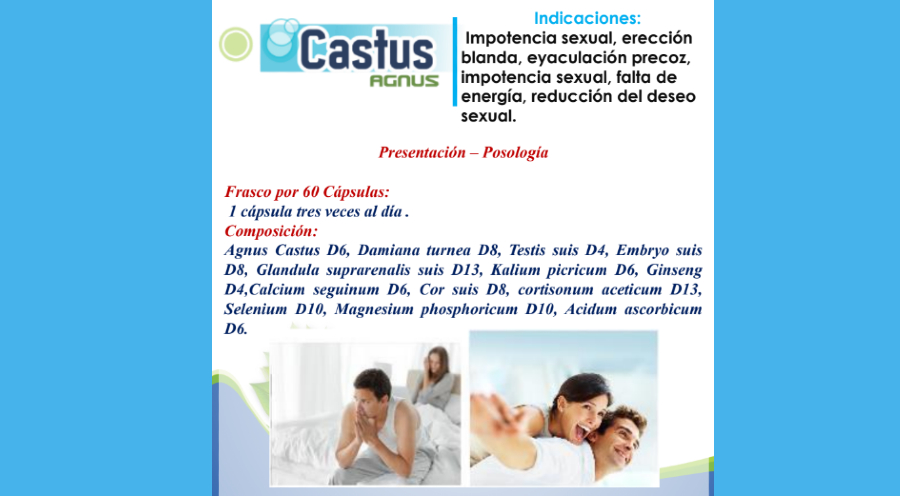 Castus
AGNUS
Indicaciones:
Impotencia sexual, erección
blanda, eyaculación precoz,
impotencia sexual, falta de
energía, reducción del deseo
sexual.
Presentación – Posología
Frasco por 60 Cápsulas:
1 cápsula tres veces al día .
Composición:
Agnus Castus D6, Damiana turnea D8, Testis suis D4, Embryo suis
D8, Glandula suprarenalis suis D13, Kalium picricum D6, Ginseng
D4,Calcium seguinum D6, Cor suis D8, cortisonum aceticum D13,
Selenium D10, Magnesium phosphoricum D10, Acidum ascorbicum
D6.